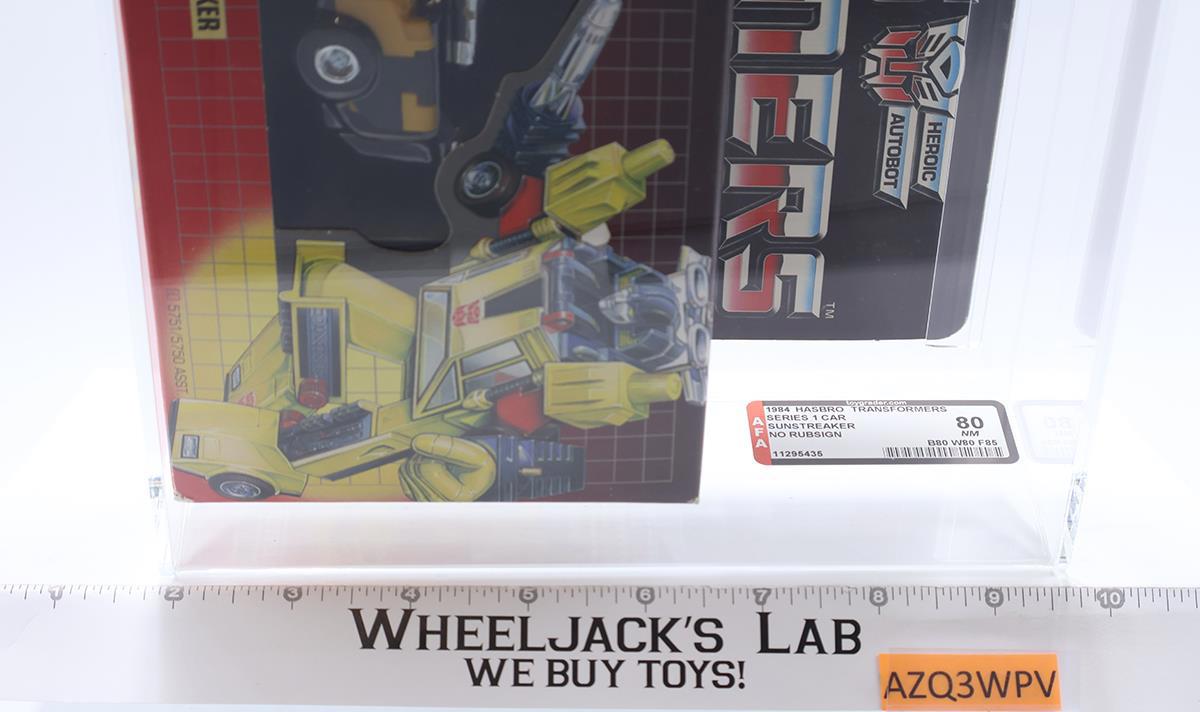 KER
MERS
TM
HEROIC
AUTOBOT
5751/5750 ASST.
toygrader.com
AFA
1984 HASBRO TRANSFORMERS
SERIES 1 CAR
SUNSTREAKER
NO RUBSIGN
11295435
80
NM
B80 W80 F85
1 2 3 4 5 6 7 8 9 10
WHEELJACK'S LAB
WE BUY TOYS!
AZQ3WPV